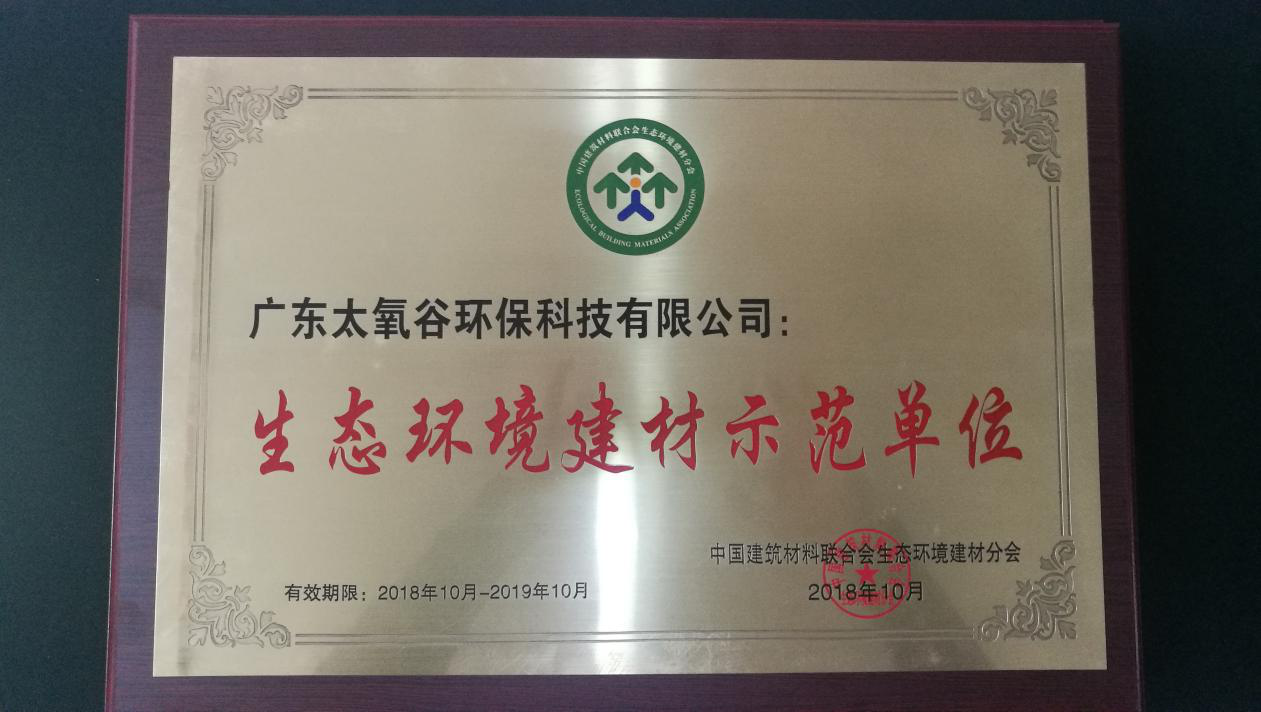 中国建筑材料联合会生态环境建材分会
ECOLOGICAL BUILDING MATERIALS ASSOCIATION
广东太氧谷环保科技有限公司：
生态环境建材示范单位
中国建筑材料联合会生态环境建材分会
有效期限：2018年10月-2019年10月
2018年10月